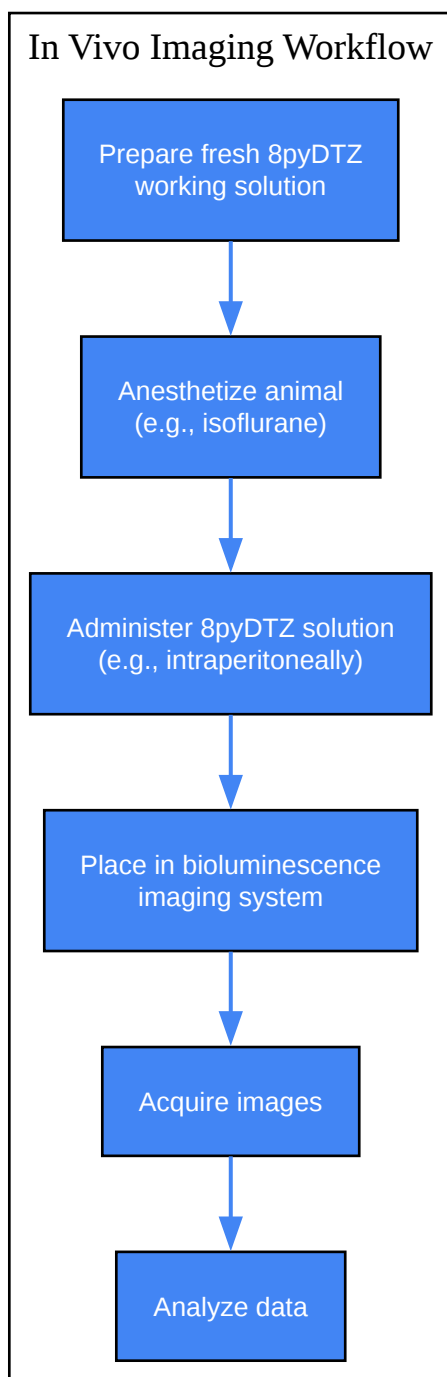 In Vivo Imaging Workflow
Prepare fresh 8pyDTZ
working solution
Anesthetize animal
(e.g., isoflurane)
Administer 8pyDTZ solution
(e.g., intraperitoneally)
Place in bioluminescence
imaging system
Acquire images
Analyze data